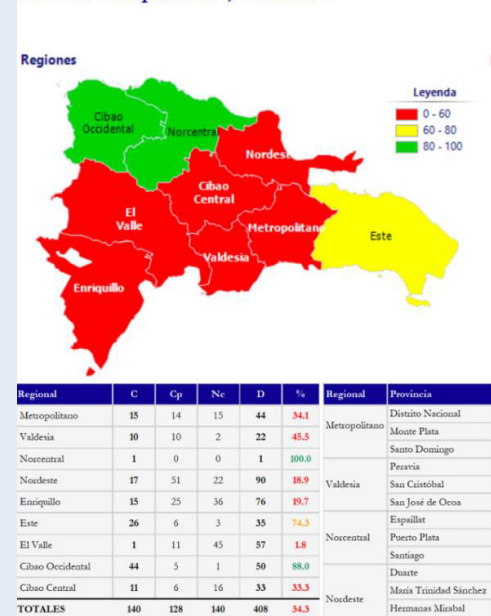 Regiones
Leyenda
0 - 60
60 - 80
80 - 100
Cibao
Occidental
Norcentra
Nordest
Cibao
Central
El
Valle
Metropolitano
Este
Valdesia
Enriquillo
Regional C Cp Nc D %
Metropolitano 15 14 15 44 34.1
Valdesia 10 10 2 22 45.5
Norcentral 1 0 0 1 100.0
Nordeste 17 51 22 90 18.9
Enriquillo 15 25 36 76 19.7
Este 26 6 3 35 74.3
El Valle 1 11 45 57 1.8
Cibao Occidental 44 5 1 50 88.0
Cibao Central 11 6 16 33 33.3
TOTALES 140 128 140 408 34.3
Regional Provincia
Metropolitano
Distrito Nacional
Monte Plata
Santo Domingo
Valdesia
Peravia
San Cristóbal
San José de Ocoa
Norcentral
Espaillat
Puerto Plata
Santiago
Nordeste
Duarte
María Trinidad Sánchez
Hermanas Mirabal